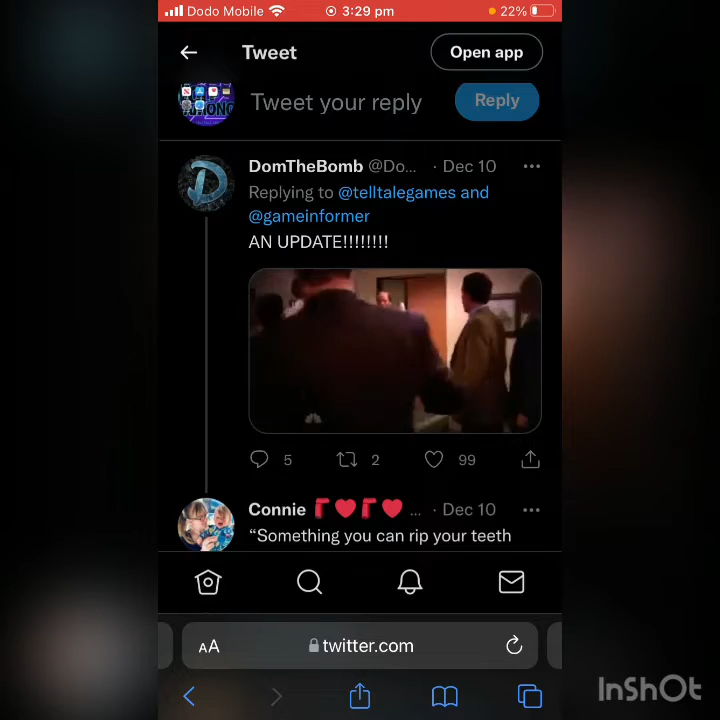 Dodo Mobile 3:29 pm 22%
Tweet Open app
Tweet your reply Reply
DomTheBomb @Do... · Dec 10
Replying to @telltalegames and
@gameinformer
AN UPDATE!!!!!!!!
5 2 99
Connie ... · Dec 10
“Something you can rip your teeth
AA twitter.com
InShOt